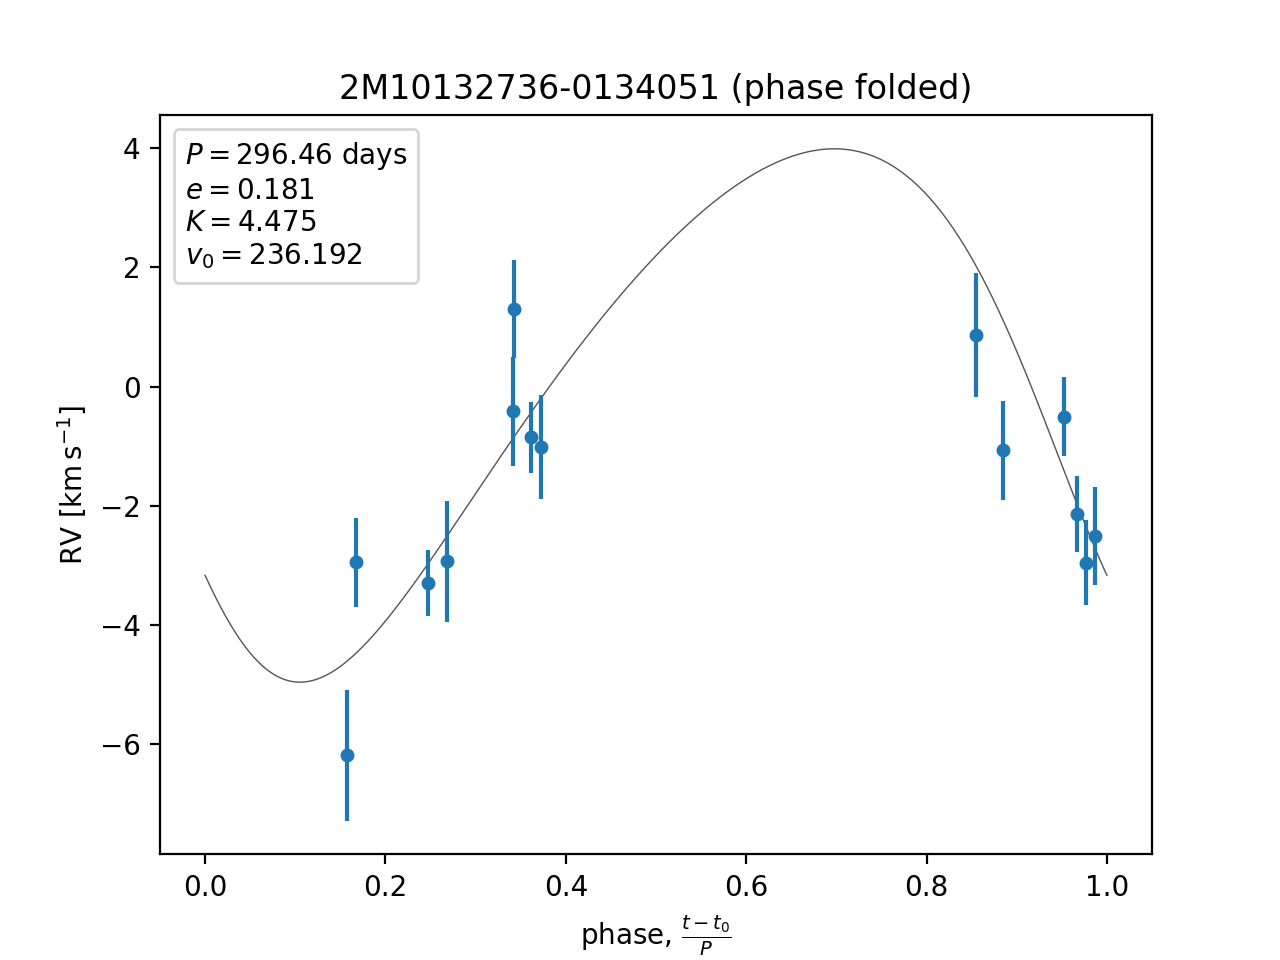 2M10132736-0134051 (phase folded)
P = 296.46 days
e = 0.181
K = 4.475
v₀ = 236.192
4
2
0
−2
−4
−6
RV [km s⁻¹]
0.0 0.2 0.4 0.6 0.8 1.0
phase, (t − t₀)/P